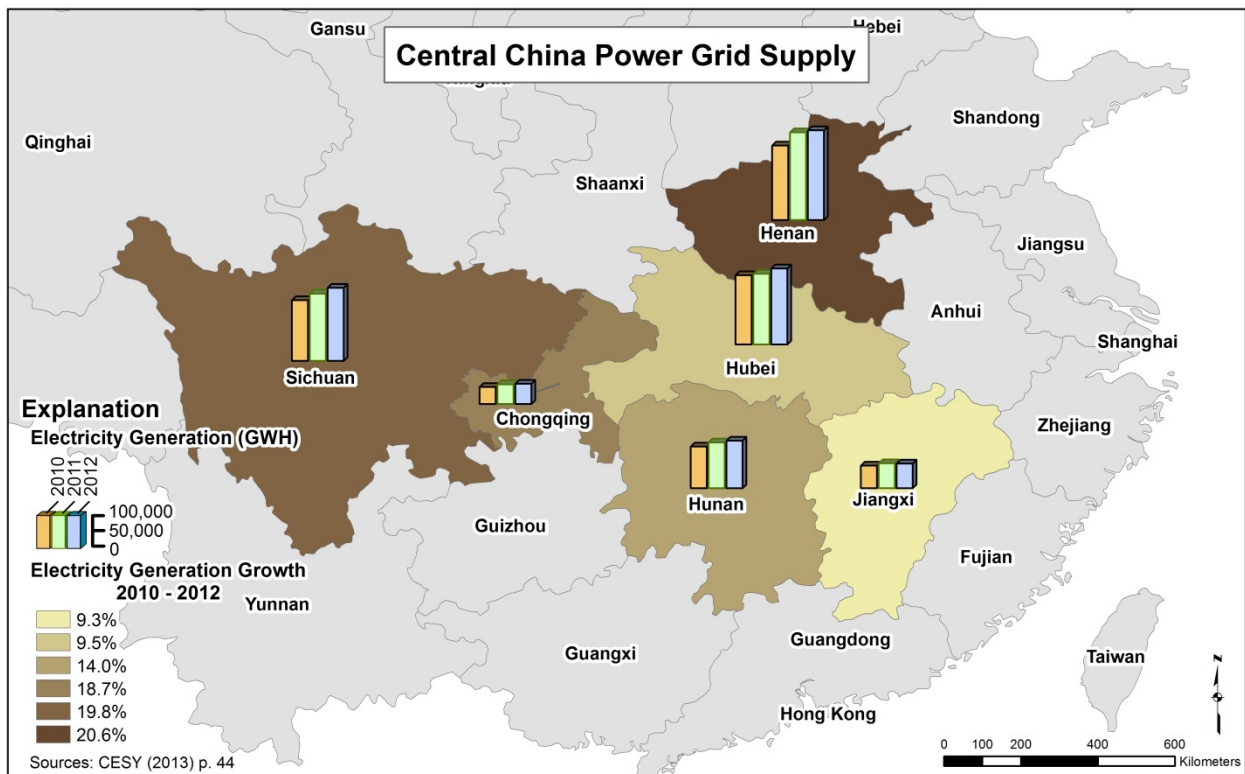 Gansu
Hebei
Central China Power Grid Supply
Shandong
Qinghai
Shaanxi
Henan
Jiangsu
Anhui
Shanghai
Sichuan
Hubei
Explanation
Chongqing
Zhejiang
Electricity Generation (GWH)
2010 2011 2012
100,000
50,000
0
Hunan
Jiangxi
Guizhou
Fujian
Electricity Generation Growth
2010 - 2012
Yunnan
9.3%
9.5%
14.0%
18.7%
19.8%
20.6%
Guangxi
Guangdong
Taiwan
N
Hong Kong
0 100 200 400 600
Kilometers
Sources: CESY (2013) p. 44